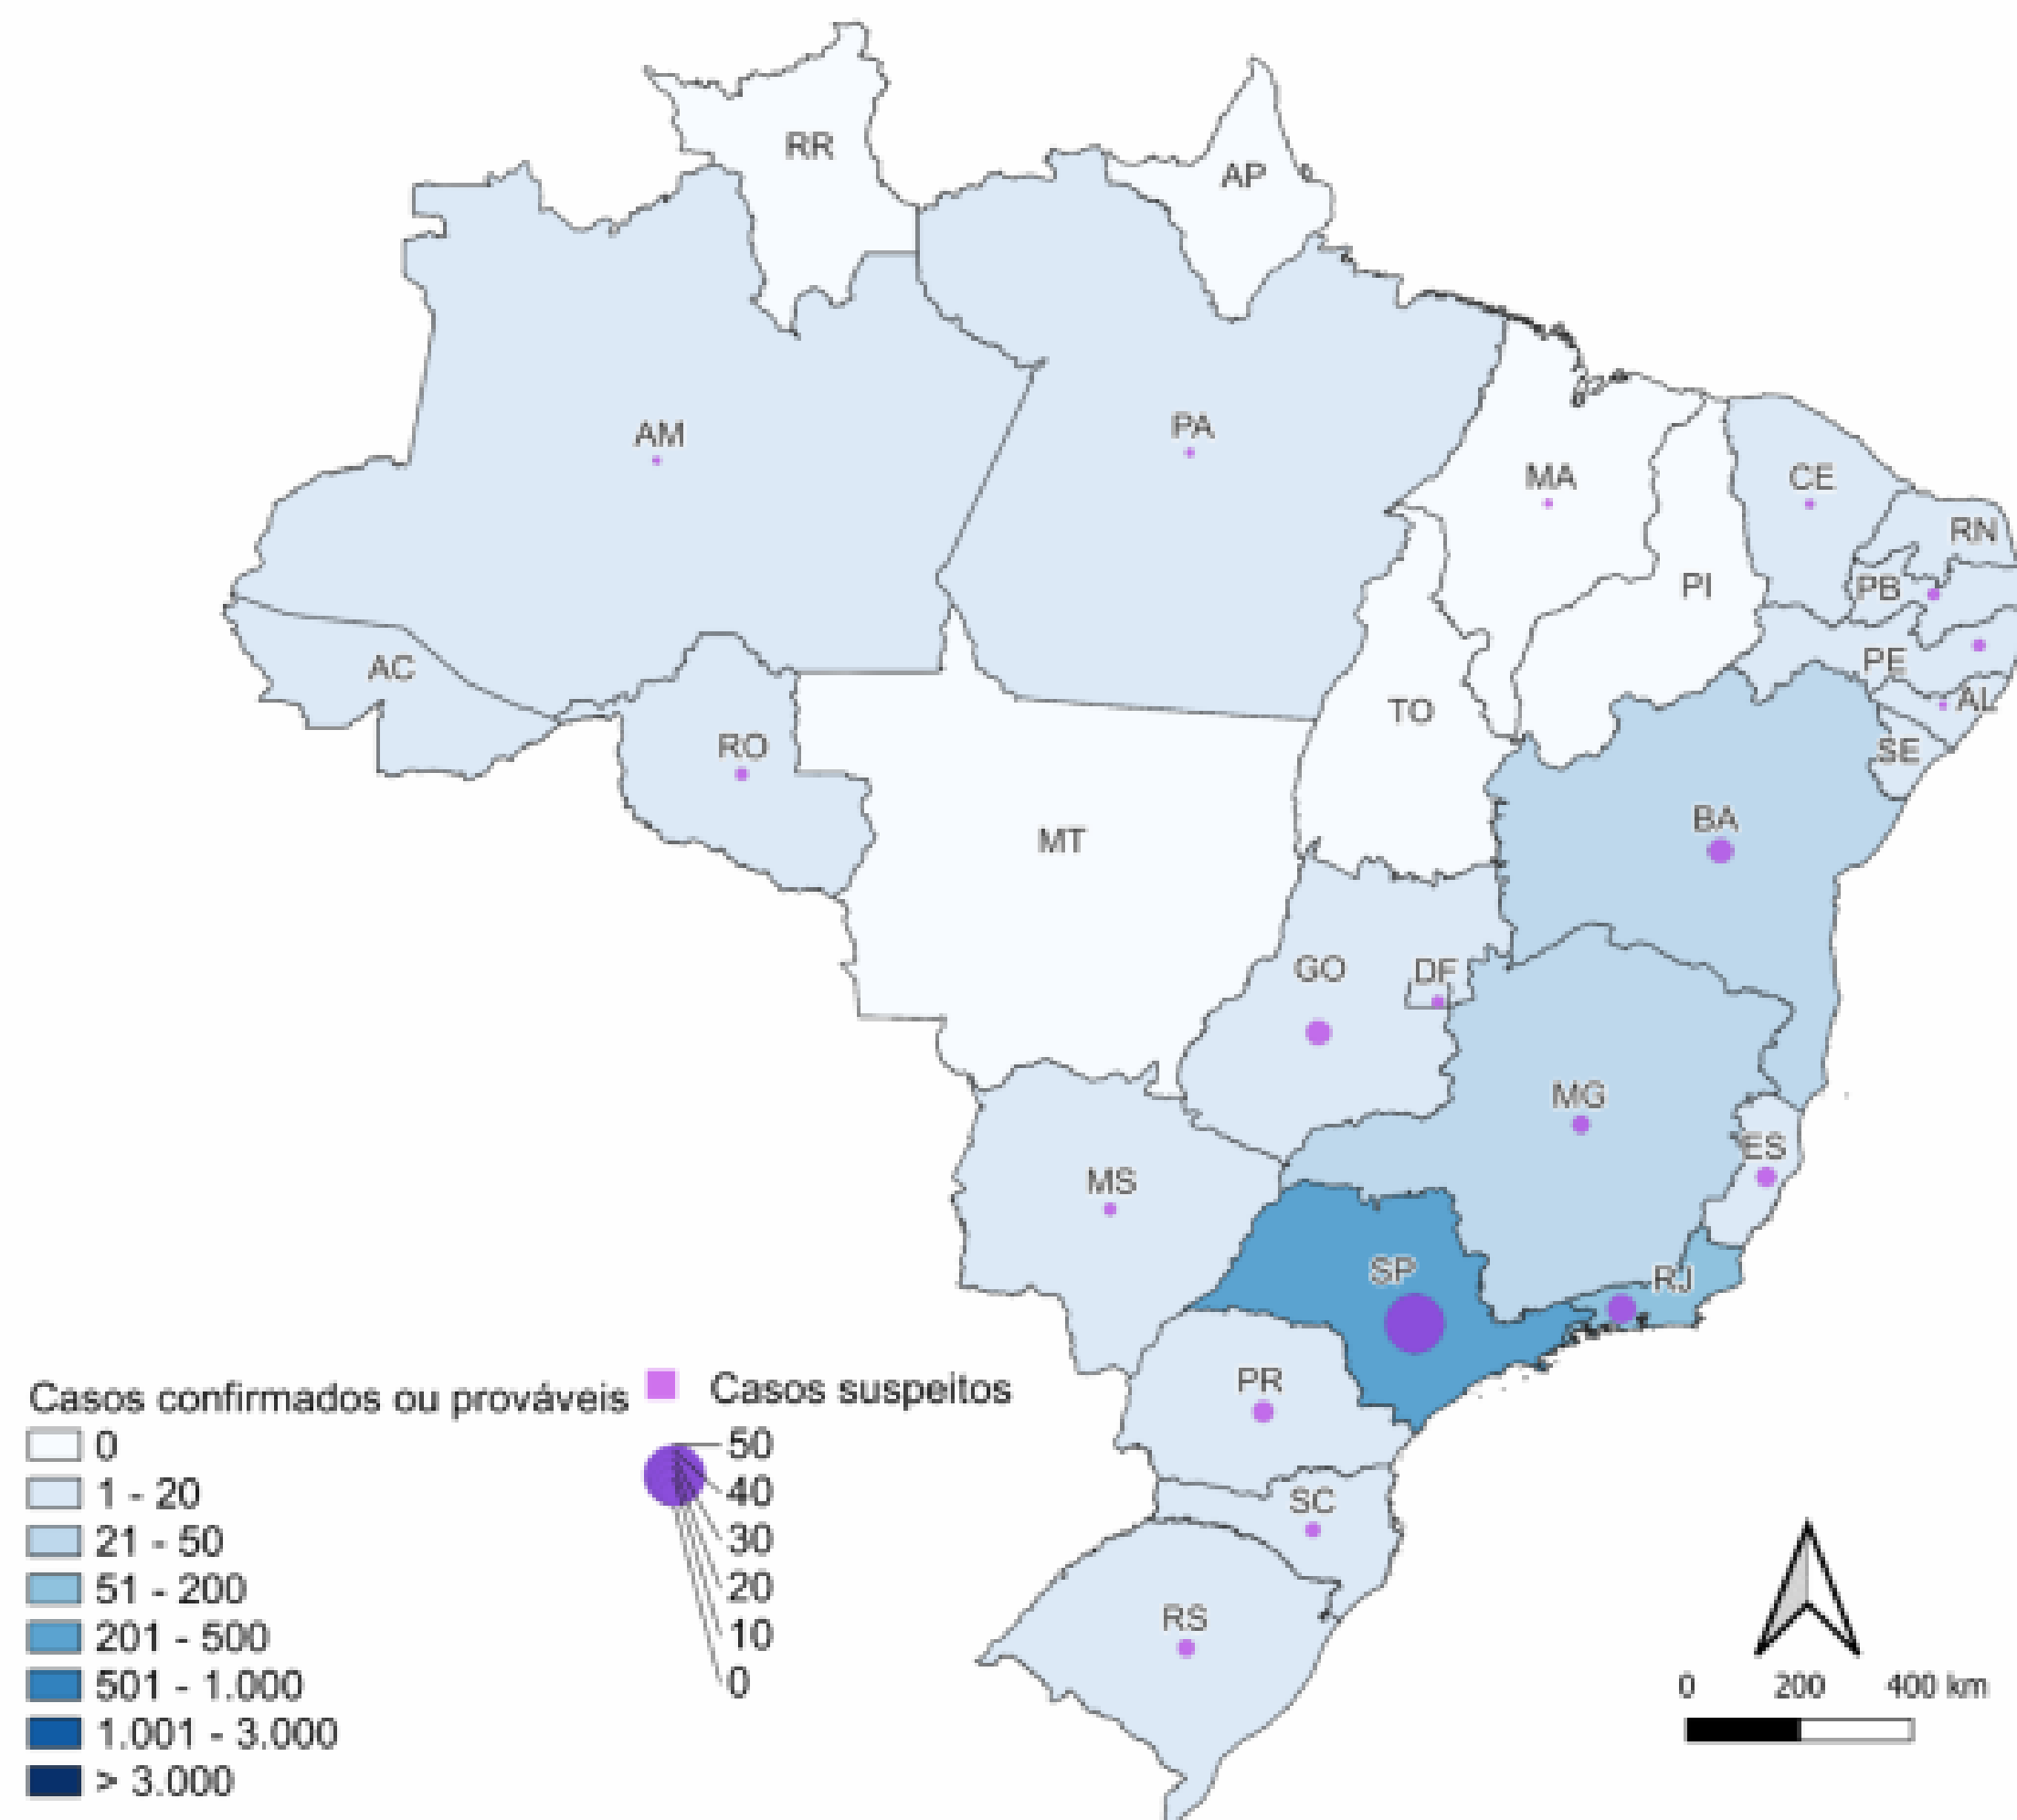 RR
AP
AM
PA
MA
CE
RN
PI
PB
PE
AL
AC
TO
SE
RO
BA
MT
GO
DF
MG
ES
MS
SP
RJ
PR
SC
RS
Casos confirmados ou prováveis
0
1 - 20
21 - 50
51 - 200
201 - 500
501 - 1.000
1.001 - 3.000
> 3.000
Casos suspeitos
50
40
30
20
10
0
0 200 400 km